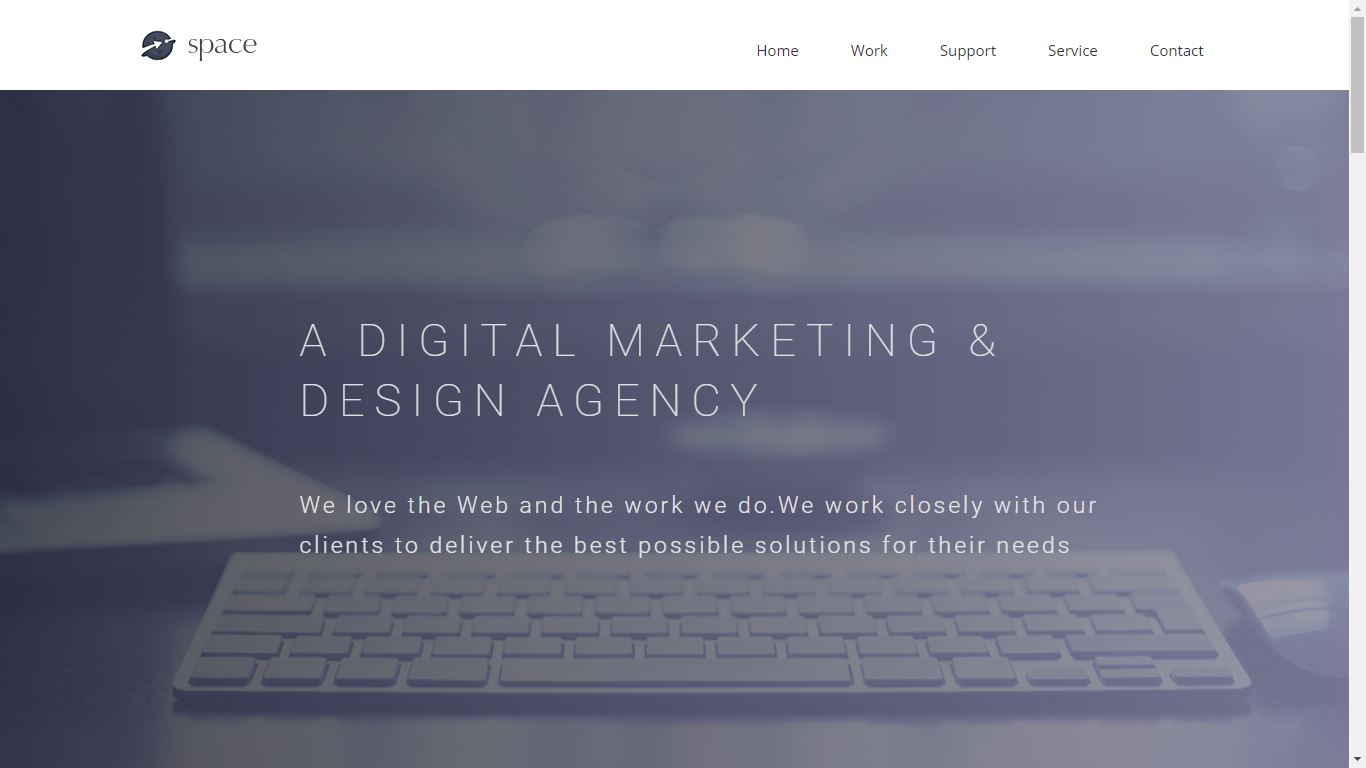 space
Home Work Support Service Contact
A DIGITAL MARKETING &
DESIGN AGENCY
We love the Web and the work we do.We work closely with our
clients to deliver the best possible solutions for their needs